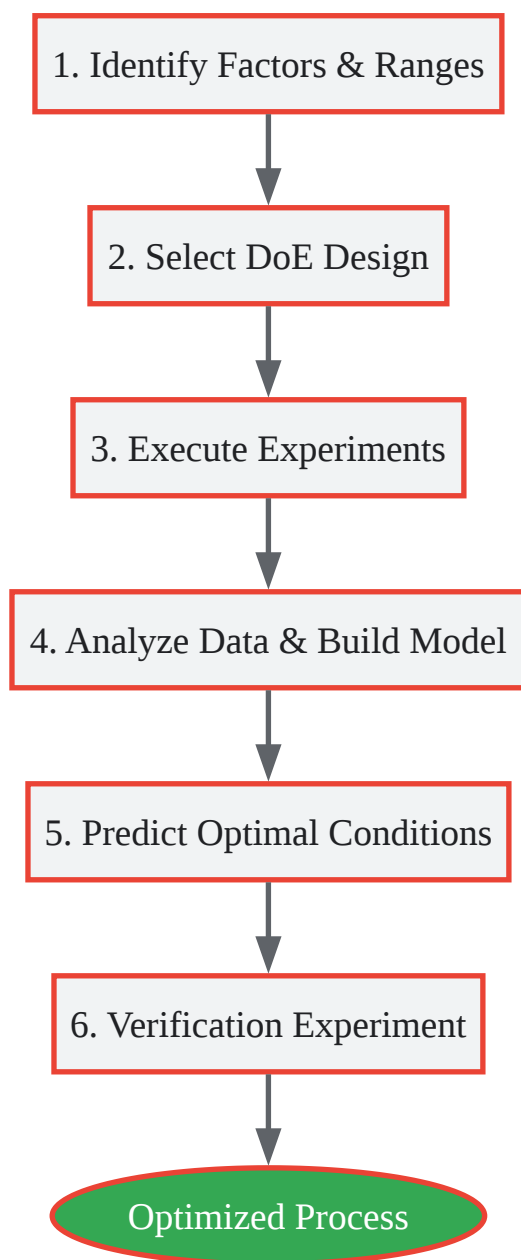 1. Identify Factors & Ranges
2. Select DoE Design
3. Execute Experiments
4. Analyze Data & Build Model
5. Predict Optimal Conditions
6. Verification Experiment
Optimized Process